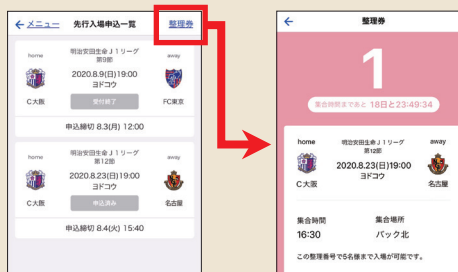 ← メニュー 先行入場申込一覧 整理券
home 明治安田生命Ｊ１リーグ away
第9節
2020.8.9(日)19:00
ヨドコウ
C大阪 受付終了 FC東京
申込締切 8.3(月) 12:00
home 明治安田生命Ｊ１リーグ away
第12節
2020.8.23(日)19:00
ヨドコウ
C大阪 申込済み 名古屋
申込締切 8.4(火) 15:40
← 整理券
1
集合時間まであと 18日と23:49:34
home 明治安田生命Ｊ１リーグ away
第12節
2020.8.23(日)19:00
ヨドコウ
C大阪 名古屋
集合時間 集合場所
16:30 バック北
この整理番号で5名様まで入場が可能です。